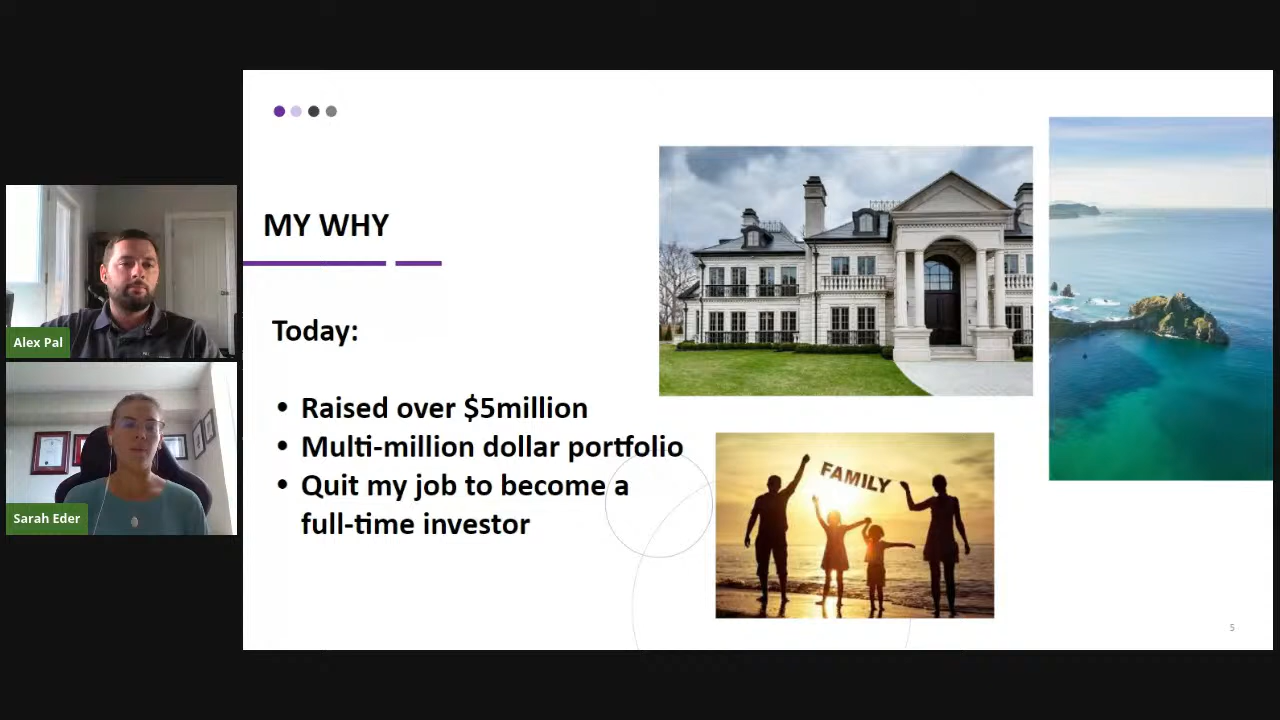 MY WHY
Today:
• Raised over $5million
• Multi-million dollar portfolio
• Quit my job to become a
full-time investor
FAMILY
Alex Pal
Sarah Eder
5